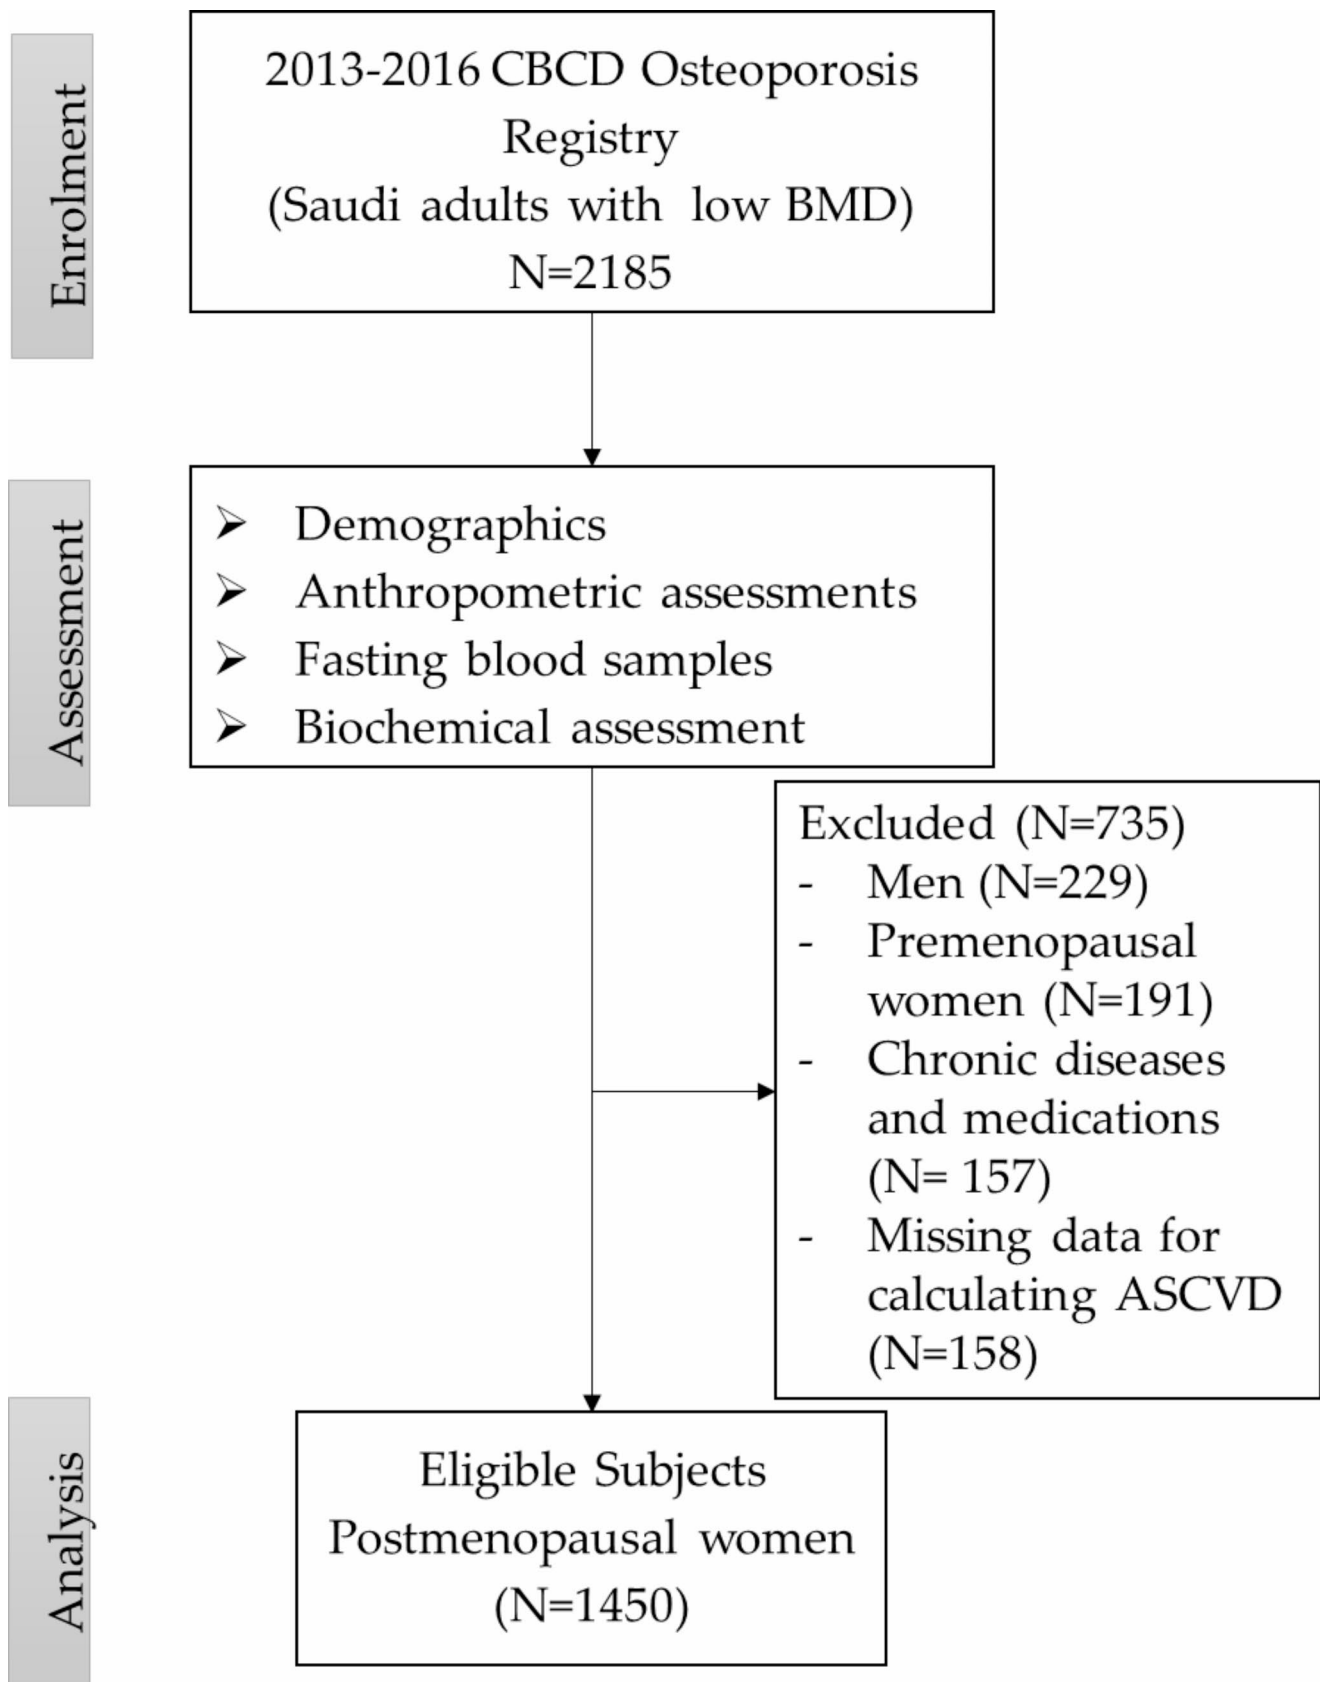 Enrolment
2013-2016 CBCD Osteoporosis
Registry
(Saudi adults with low BMD)
N=2185
Assessment
➢ Demographics
➢ Anthropometric assessments
➢ Fasting blood samples
➢ Biochemical assessment
Excluded (N=735)
- Men (N=229)
- Premenopausal
women (N=191)
- Chronic diseases
and medications
(N= 157)
- Missing data for
calculating ASCVD
(N=158)
Analysis
Eligible Subjects
Postmenopausal women
(N=1450)